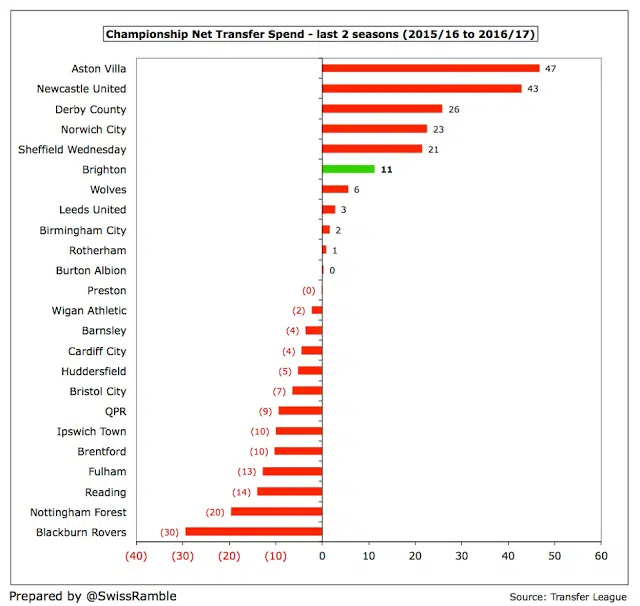 Championship Net Transfer Spend - last 2 seasons (2015/16 to 2016/17)
Aston Villa 47
Newcastle United 43
Derby County 26
Norwich City 23
Sheffield Wednesday 21
Brighton 11
Wolves 6
Leeds United 3
Birmingham City 2
Rotherham 1
Burton Albion 0
Preston (0)
Wigan Athletic (2)
Barnsley (4)
Cardiff City (4)
Huddersfield (5)
Bristol City (7)
QPR (9)
Ipswich Town (10)
Brentford (10)
Fulham (13)
Reading (14)
Nottingham Forest (20)
Blackburn Rovers (30)
(40) (30) (20) (10) 0 10 20 30 40 50 60
Prepared by @SwissRamble Source: Transfer League